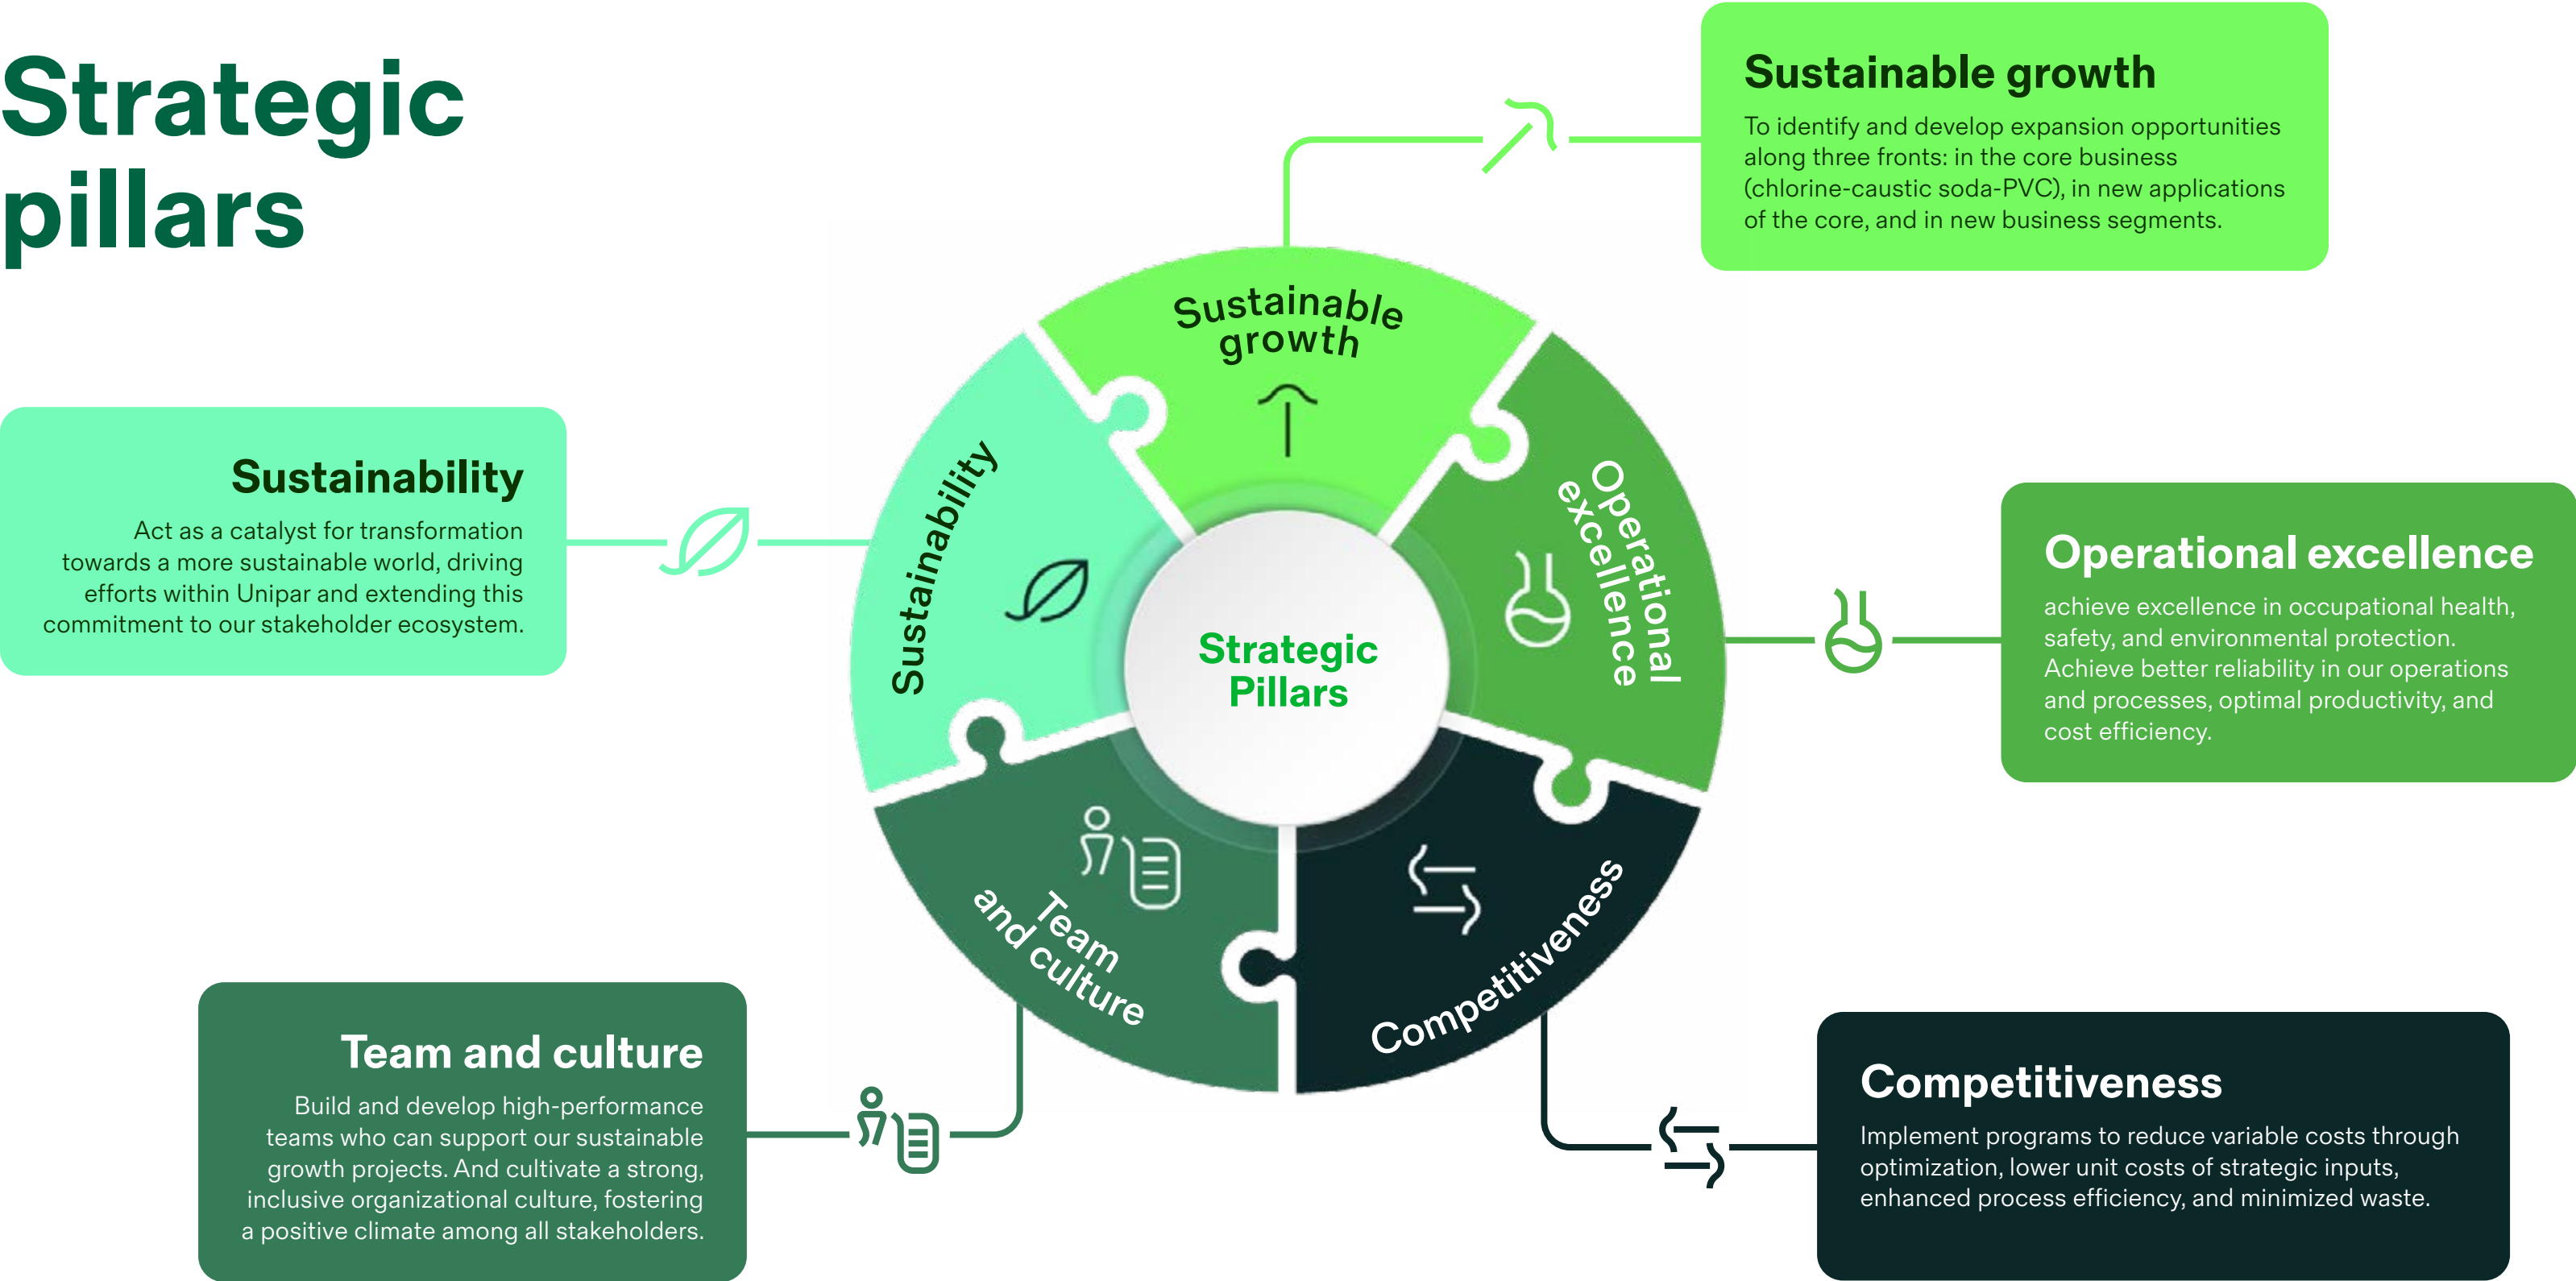 Strategic
pillars
Sustainable growth
To identify and develop expansion opportunities
along three fronts: in the core business
(chlorine-caustic soda-PVC), in new applications
of the core, and in new business segments.
Sustainability
Act as a catalyst for transformation
towards a more sustainable world, driving
efforts within Unipar and extending this
commitment to our stakeholder ecosystem.
Sustainable
growth
Sustainability
Operational
excellence
Strategic
Pillars
Team
and culture
Competitiveness
Operational excellence
achieve excellence in occupational health,
safety, and environmental protection.
Achieve better reliability in our operations
and processes, optimal productivity, and
cost efficiency.
Team and culture
Build and develop high-performance
teams who can support our sustainable
growth projects. And cultivate a strong,
inclusive organizational culture, fostering
a positive climate among all stakeholders.
Competitiveness
Implement programs to reduce variable costs through
optimization, lower unit costs of strategic inputs,
enhanced process efficiency, and minimized waste.